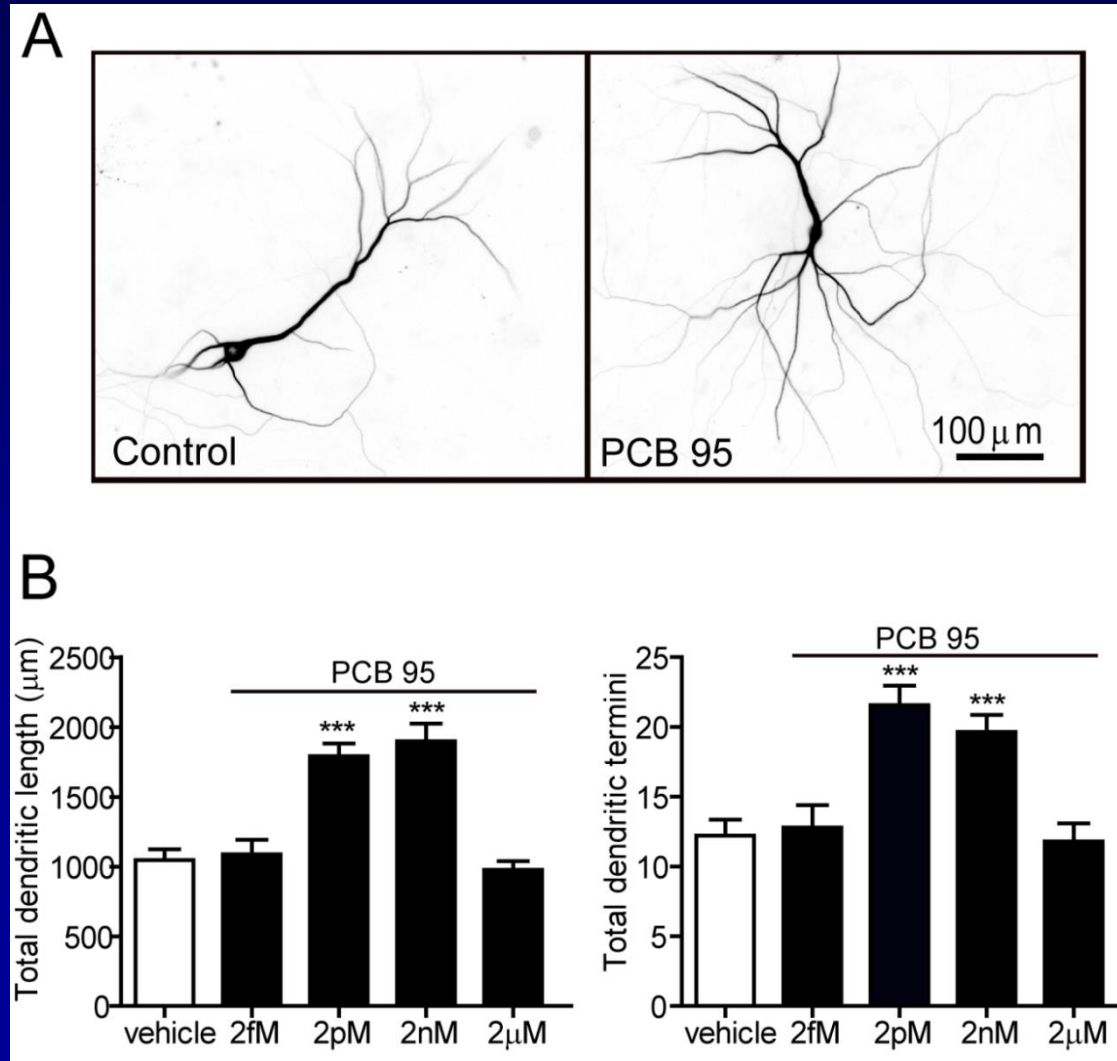 A
Control
PCB 95
100 μm
B
Total dendritic length (μm)
2500
2000
1500
1000
500
0
PCB 95
***
***
vehicle 2fM 2pM 2nM 2μM
Total dendritic termini
25
20
15
10
5
0
PCB 95
***
***
vehicle 2fM 2pM 2nM 2μM